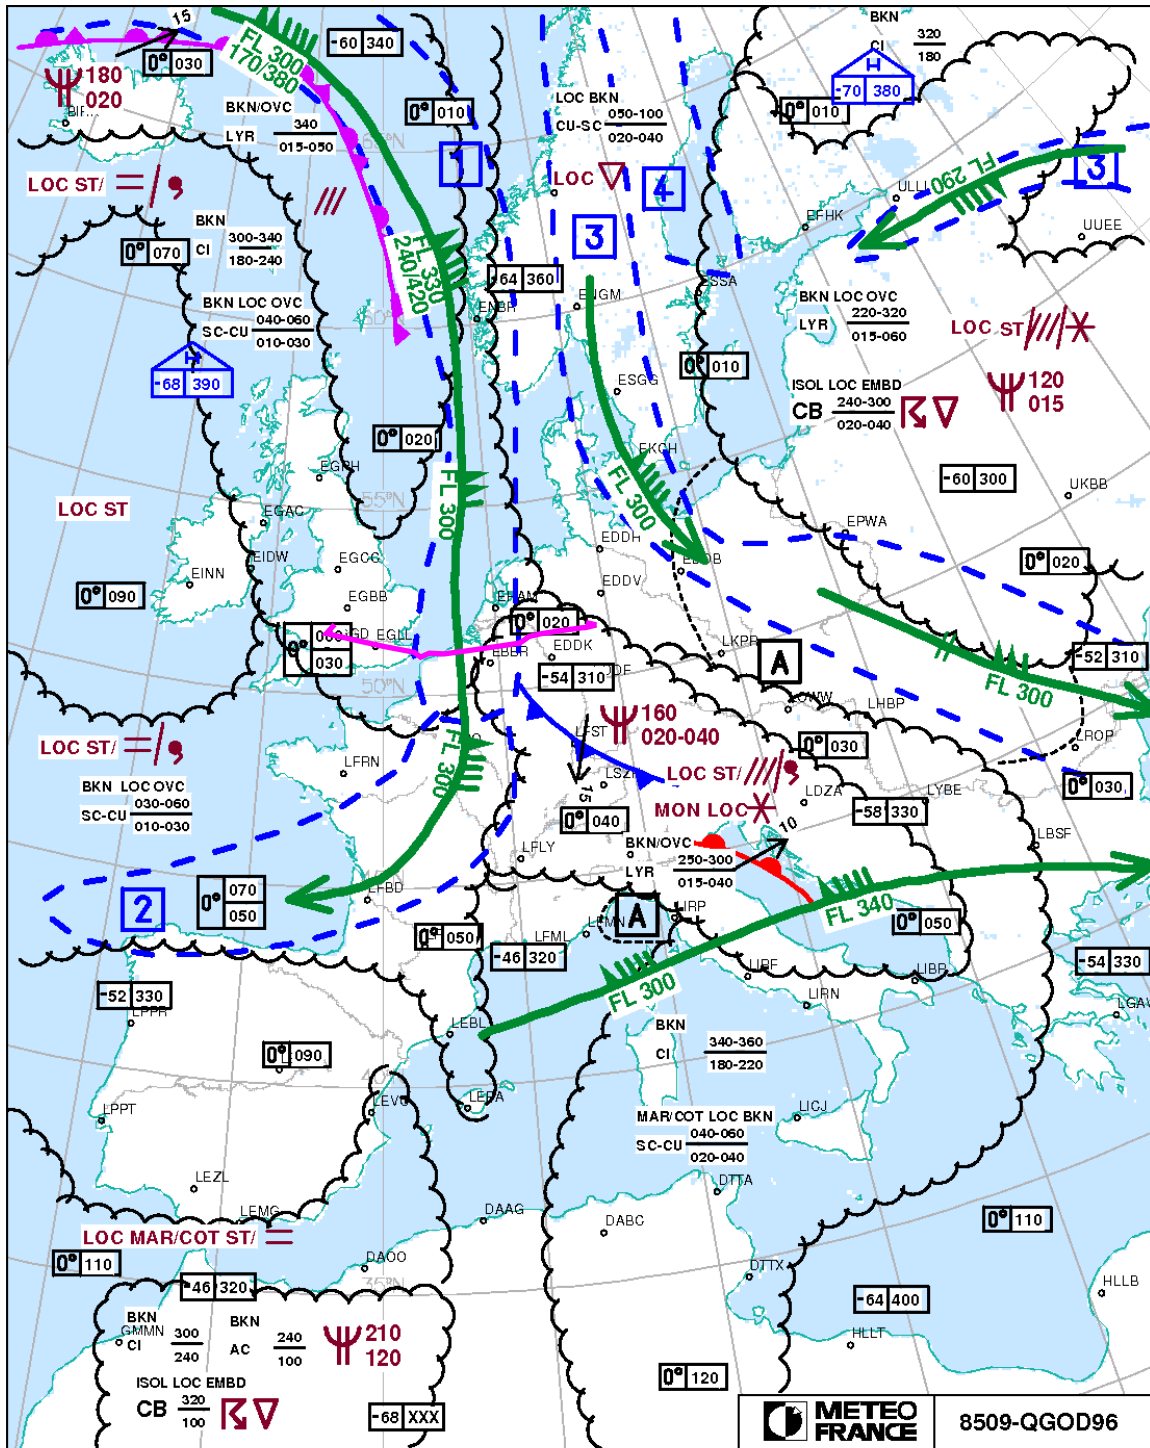 15
BKN
CI
320
180
-60 340
0° 030
FL 300
170/380
180
020
-70 380
0° 010
BKN/OVC
LYR
340
015-050
0° 010
LOC BKN
CU-SC
050-100
020-040
65°N
1
4
3
3
FL 290
LOC ST/
LOC
ULLI
EFHK
UUEE
BKN
CI
300-340
180-240
0° 070
FL 330
240/420
-64 360
ENBR
ENGM
ESSA
BKN LOC OVC
SC-CU
040-060
010-030
60°N
BKN LOC OVC
LYR
220-320
015-060
LOC ST/
-68 390
0° 010
ESGG
ISOL LOC EMBD
CB
240-300
020-040
120
015
0° 020
EKCH
EGPH
FL 300
FL 300
-60 300
UKBB
55°N
LOC ST
EGAC
EPWA
EIDW
EGCC
EDDH
EDDB
0° 020
EINN
EDDV
0° 090
EGBB
EHAM
0° 020
EGLL
030
EBBR
EDDK
LKPR
A
-52 310
-54 310
50°N
FL 300
LHBP
160
020-040
LOC ST/
LFST
0° 030
LROP
FL 300
LFRN
LOC ST/
BKN LOC OVC
SC-CU
030-060
010-030
15
LDZA
LYBE
0° 030
MON LOC
-58 330
0° 040
10
LBSF
BKN/OVC
LYR
250-300
015-040
LFLY
2
0° 070
050
LFBD
A
LIRP
FL 340
0° 050
0° 050
LFML
LFMN
-46 320
-54 330
FL 300
LIRF
LIBR
-52 330
LPPR
LIRN
LGAV
LEBL
BKN
CI
340-360
180-220
0° 090
40°N
LEPA
LPPT
MAR/COT LOC BKN
SC-CU
040-060
020-040
LICJ
LEZL
DTTA
LEMG
DAAG
DABC
0° 110
LOC MAR/COT ST/
0° 110
DAOO
DTTX
35°N
-46 320
HLLB
-64 400
BKN
CI
300
240
BKN
AC
240
100
210
120
GMMN
HLLT
ISOL LOC EMBD
CB
320
100
0° 120
-68 XXX
METEO
FRANCE
8509-QGOD96